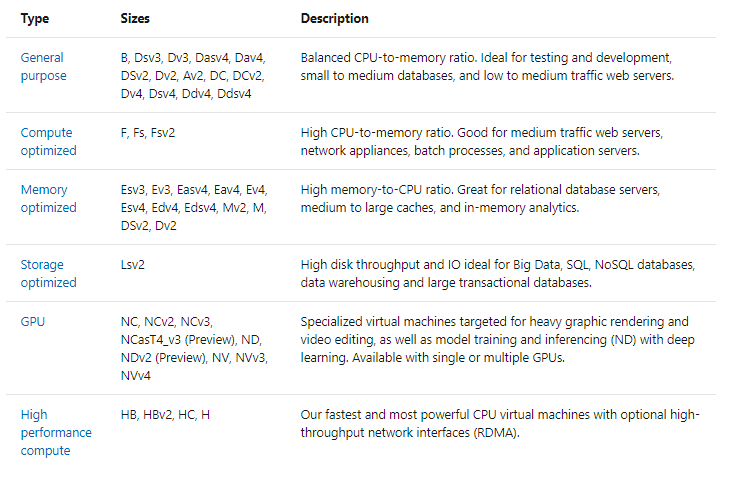 Type Sizes Description
General purpose
B, Dsv3, Dv3, Dasv4, Dav4,
DSv2, Dv2, Av2, DC, DCv2,
Dv4, Dsv4, Ddv4, Ddsv4
Balanced CPU-to-memory ratio. Ideal for testing and development,
small to medium databases, and low to medium traffic web servers.
Compute
optimized
F, Fs, Fsv2
High CPU-to-memory ratio. Good for medium traffic web servers,
network appliances, batch processes, and application servers.
Memory
optimized
Esv3, Ev3, Easv4, Eav4, Ev4,
Esv4, Edv4, Edsv4, Mv2, M,
DSv2, Dv2
High memory-to-CPU ratio. Great for relational database servers,
medium to large caches, and in-memory analytics.
Storage
optimized
Lsv2
High disk throughput and IO ideal for Big Data, SQL, NoSQL databases,
data warehousing and large transactional databases.
GPU
NC, NCv2, NCv3,
NCasT4_v3 (Preview), ND,
NDv2 (Preview), NV, NVv3,
NVv4
Specialized virtual machines targeted for heavy graphic rendering and
video editing, as well as model training and inferencing (ND) with deep
learning. Available with single or multiple GPUs.
High
performance
compute
HB, HBv2, HC, H
Our fastest and most powerful CPU virtual machines with optional high-
throughput network interfaces (RDMA).